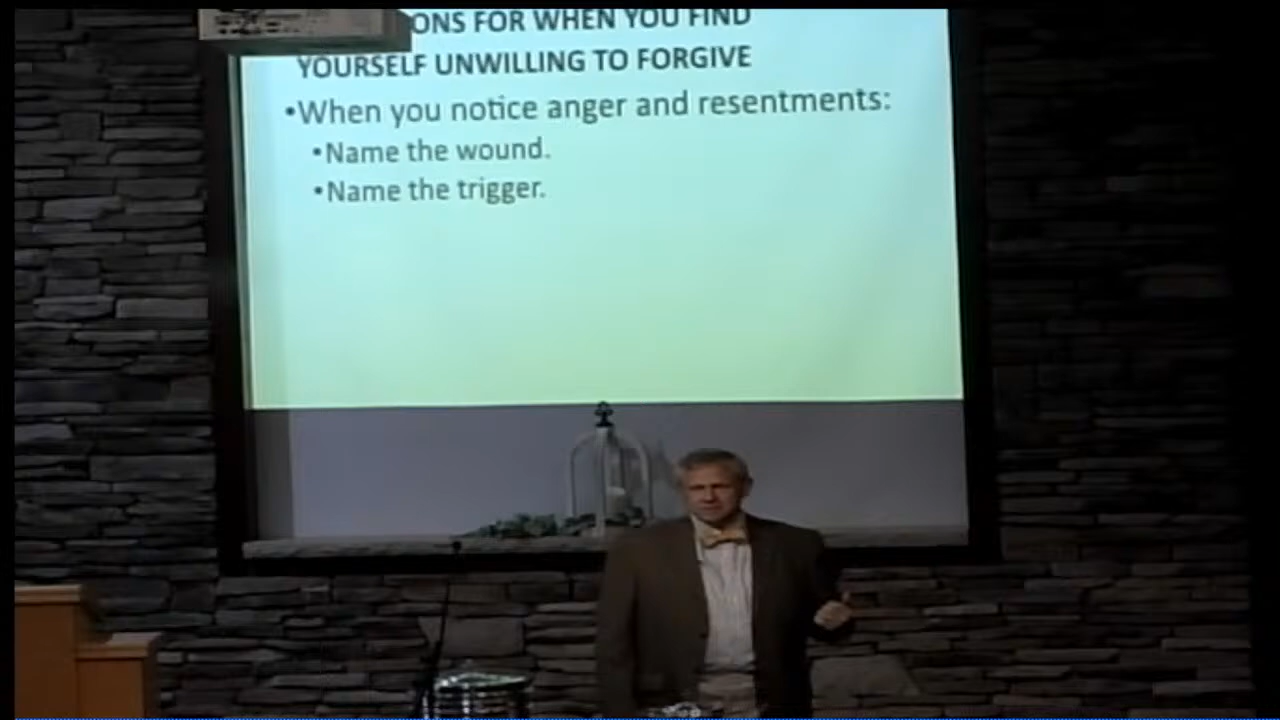 ONS FOR WHEN YOU FIND
YOURSELF UNWILLING TO FORGIVE
•When you notice anger and resentments:
•Name the wound.
•Name the trigger.